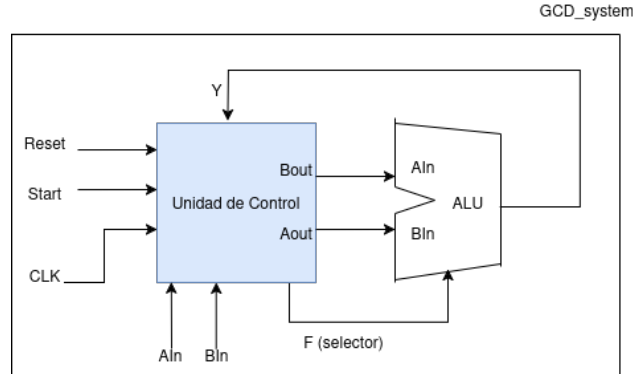 GCD_system
Y
Reset
Start
CLK
Unidad de Control
Bout
Aout
AIn
BIn
ALU
AIn
BIn
F (selector)